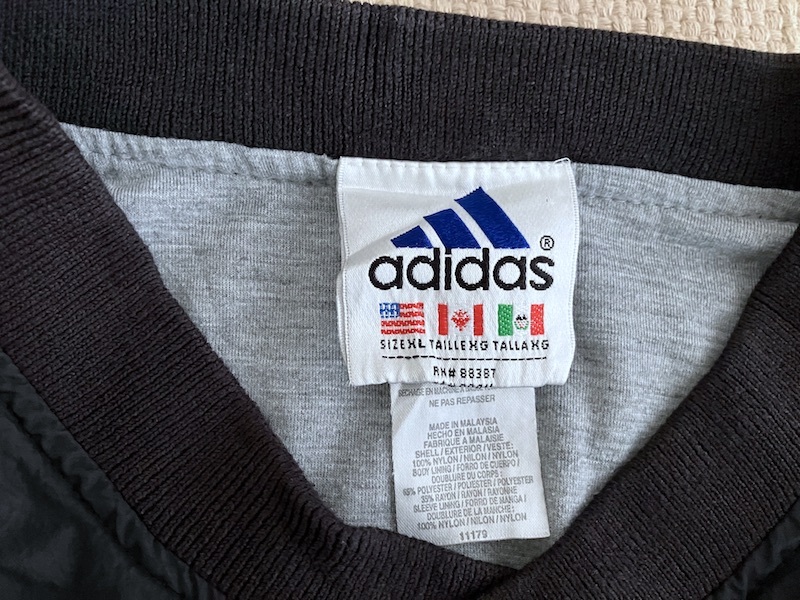 adidas®
SIZE XL TAILLE XG TALLA XG
RN# 88387
NE PAS REPASSER
MADE IN MALAYSIA
HECHO EN MALASIA
FABRIQUE A MALAISIE
SHELL / EXTERIOR / VESTE:
100% NYLON / NILON / NYLON
BODY LINING / FORRO DE CUERPO /
DOUBLURE DU CORPS:
65% POLYESTER / POLIESTER / POLYESTER
35% RAYON / RAYON / RAYONNE
SLEEVE LINING / FORRO DE MANGA /
DOUBLURE DE LA MANCHE:
100% NYLON / NILON / NYLON
11179